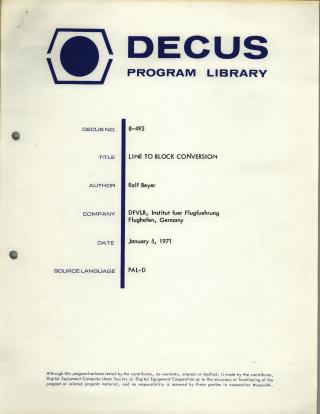 DECUS
PROGRAM LIBRARY
DECUS NO. 8-493
TITLE LINE TO BLOCK CONVERSION
AUTHOR Rolf Beyer
COMPANY DFVLR, Institut fuer Flugfuehrung
Flughafen, Germany
DATE January 5, 1971
SOURCE LANGUAGE PAL-D
Although this program has been tested by the contributor, no warranty, express or implied, is made by the contributor,
Digital Equipment Computer Users Society or Digital Equipment Corporation as to the accuracy or functioning of the
program or related program material, and no responsibility is assumed by these parties in connection therewith.